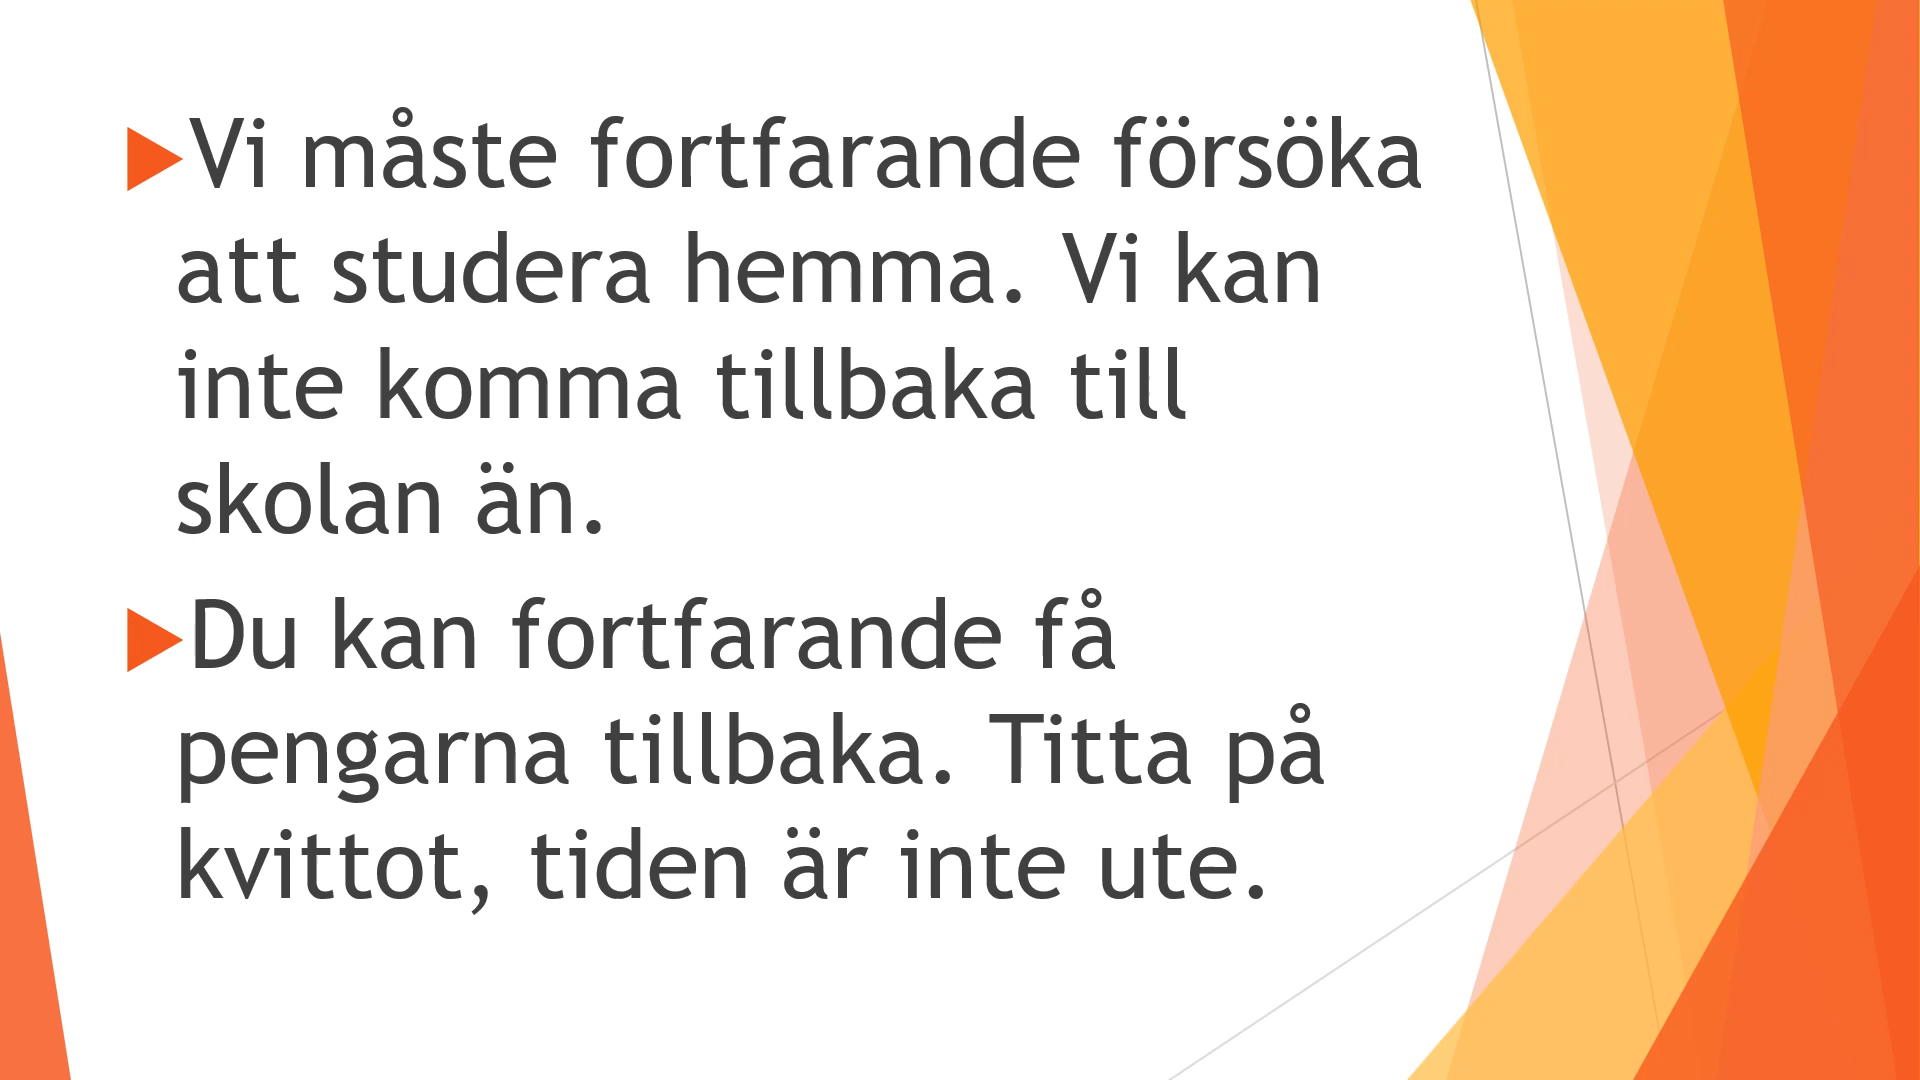 Vi måste fortfarande försöka
att studera hemma. Vi kan
inte komma tillbaka till
skolan än.
Du kan fortfarande få
pengarna tillbaka. Titta på
kvittot, tiden är inte ute.